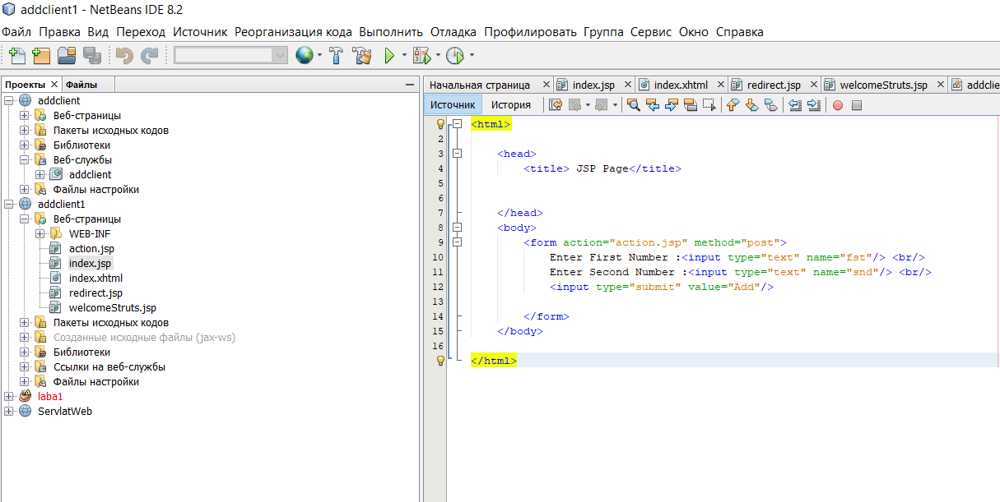 addclient1 - NetBeans IDE 8.2
Файл Правка Вид Переход Источник Реорганизация кода Выполнить Отладка Профилировать Группа Сервис Окно Справка
Проекты Файлы
addclient
Веб-страницы
Пакеты исходных кодов
Библиотеки
Веб-службы
addclient
Файлы настройки
addclient1
Веб-страницы
WEB-INF
action.jsp
index.jsp
index.xhtml
redirect.jsp
welcomeStruts.jsp
Пакеты исходных кодов
Созданные исходные файлы (jax-ws)
Библиотеки
Ссылки на веб-службы
Файлы настройки
laba1
ServlatWeb
Начальная страница index.jsp index.xhtml redirect.jsp welcomeStruts.jsp addclie
Источник История
<html>
2
3 <head>
4 <title> JSP Page</title>
5
6
7 </head>
8 <body>
9 <form action="action.jsp" method="post">
10 Enter First Number :<input type="text" name="fst"/> <br/>
11 Enter Second Number :<input type="text" name="snd"/> <br/>
12 <input type="submit" value="Add"/>
13
14 </form>
15 </body>
16
</html>